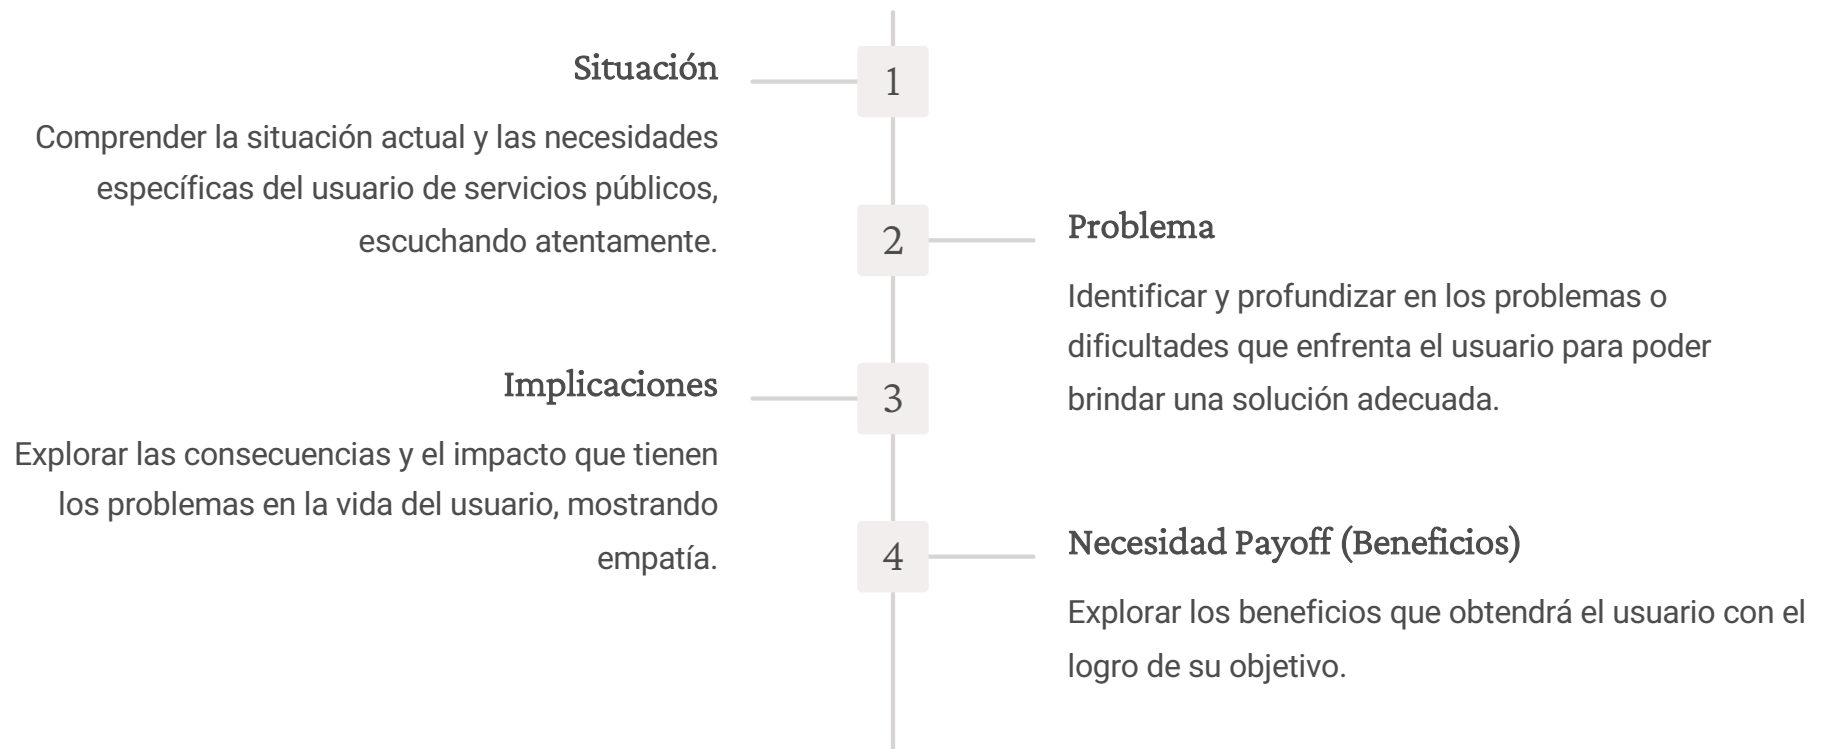 Situación
1
Comprender la situación actual y las necesidades
específicas del usuario de servicios públicos,
escuchando atentamente.
2
Problema
Identificar y profundizar en los problemas o
dificultades que enfrenta el usuario para poder
brindar una solución adecuada.
Implicaciones
3
Explorar las consecuencias y el impacto que tienen
los problemas en la vida del usuario, mostrando
empatía.
4
Necesidad Payoff (Beneficios)
Explorar los beneficios que obtendrá el usuario con el
logro de su objetivo.